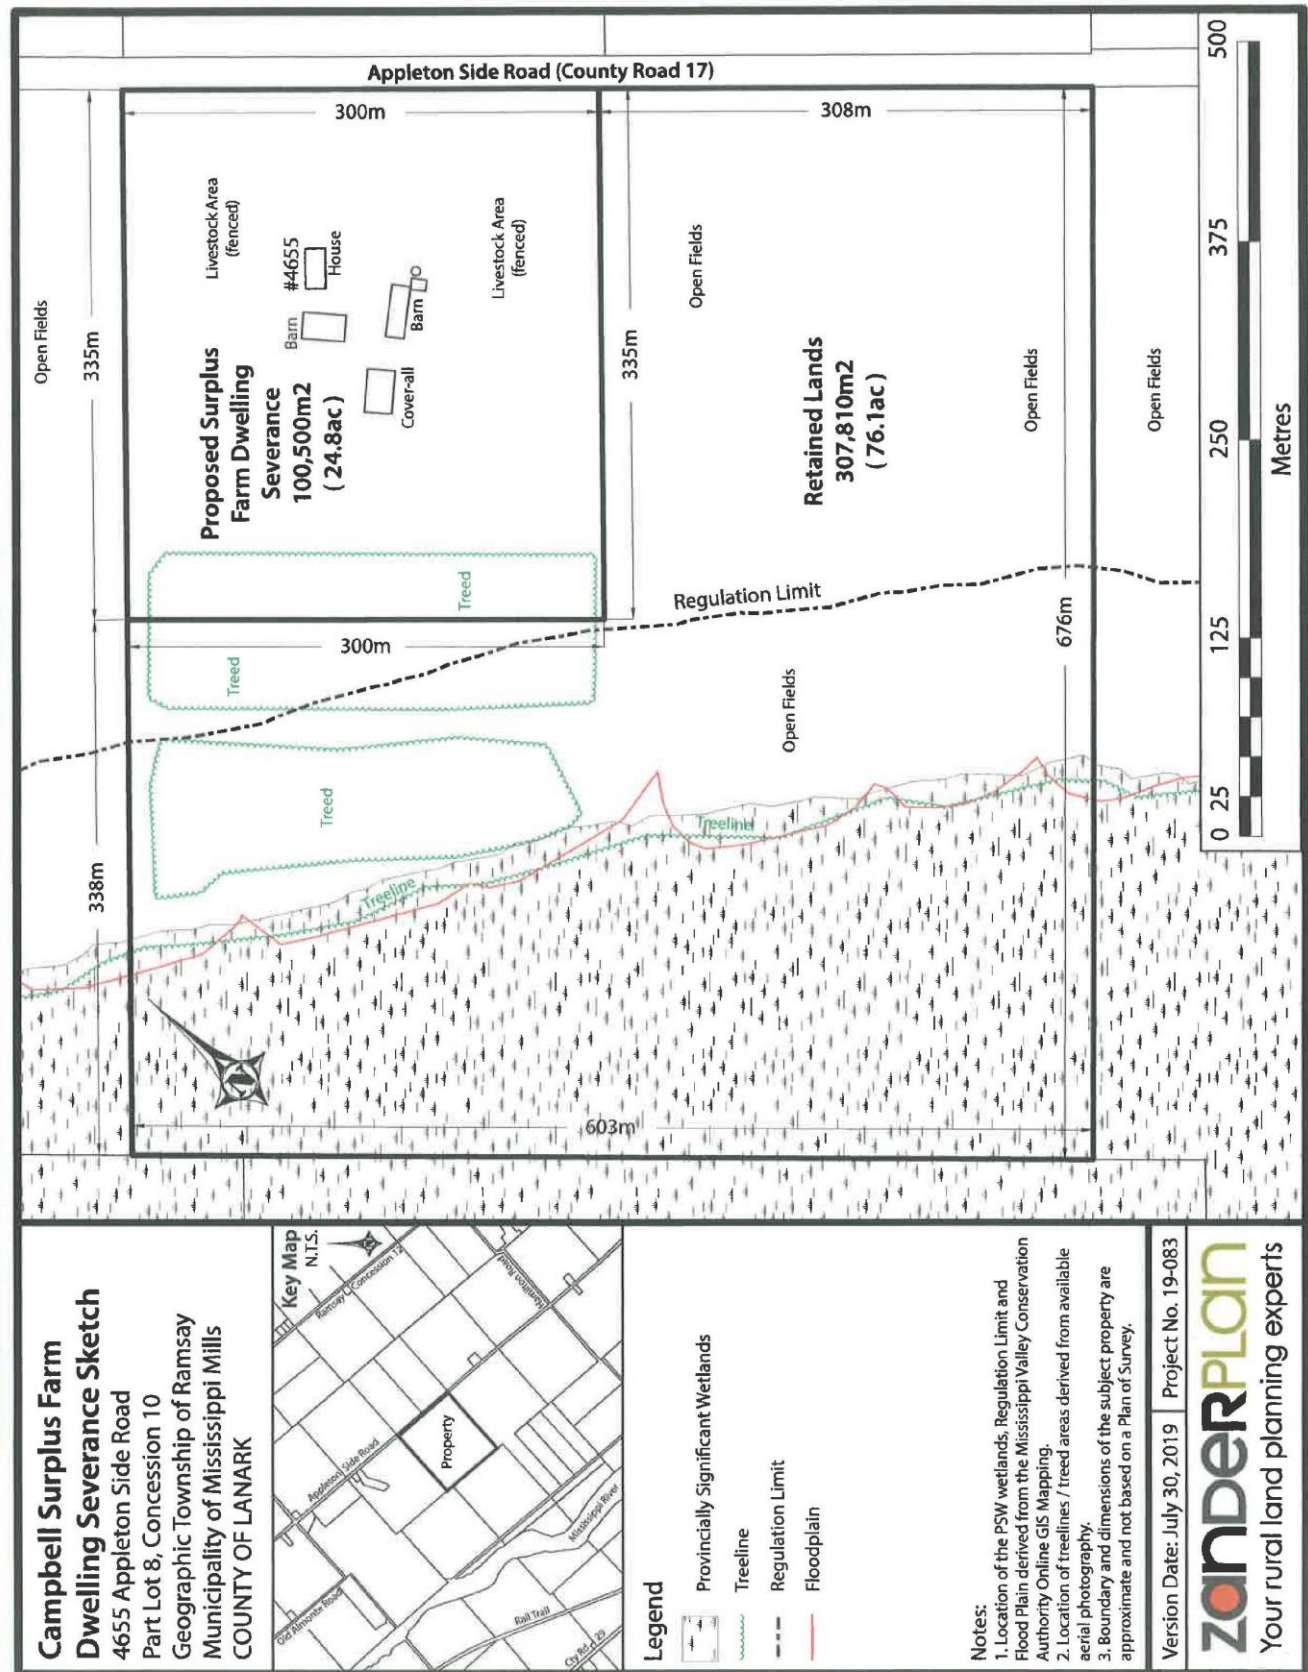 Campbell Surplus Farm
Dwelling Severance Sketch
4655 Appleton Side Road
Part Lot 8, Concession 10
Geographic Township of Ramsay
Municipality of Mississippi Mills
COUNTY OF LANARK
Key Map
N.T.S.
Ramsay Concession 12
Hamilton Road
Appleton Side Road
Property
Old Almonte Road
Mississippi River
Rail Trail
Cty Rd. 29
Legend
Provincially Significant Wetlands
Treeline
Regulation Limit
Floodplain
Notes:
1. Location of the PSW wetlands, Regulation Limit and
Flood Plain derived from the Mississippi Valley Conservation
Authority Online GIS Mapping.
2. Location of treelines / treed areas derived from available
aerial photography.
3. Boundary and dimensions of the subject property are
approximate and not based on a Plan of Survey.
Version Date: July 30, 2019
Project No. 19-083
ZanDERPLan
Your rural land planning experts
Appleton Side Road (County Road 17)
300m
308m
Open Fields
335m
338m
Livestock Area
(fenced)
#4655
House
Barn
Barn
Cover-all
Livestock Area
(fenced)
Proposed Surplus
Farm Dwelling
Severance
100,500m2
( 24.8ac )
335m
Open Fields
Retained Lands
307,810m2
( 76.1ac )
Open Fields
Open Fields
Treed
Treed
Treed
300m
Regulation Limit
676m
Open Fields
Treeline
Treeline
N
603m
0
25
125
250
375
500
Metres